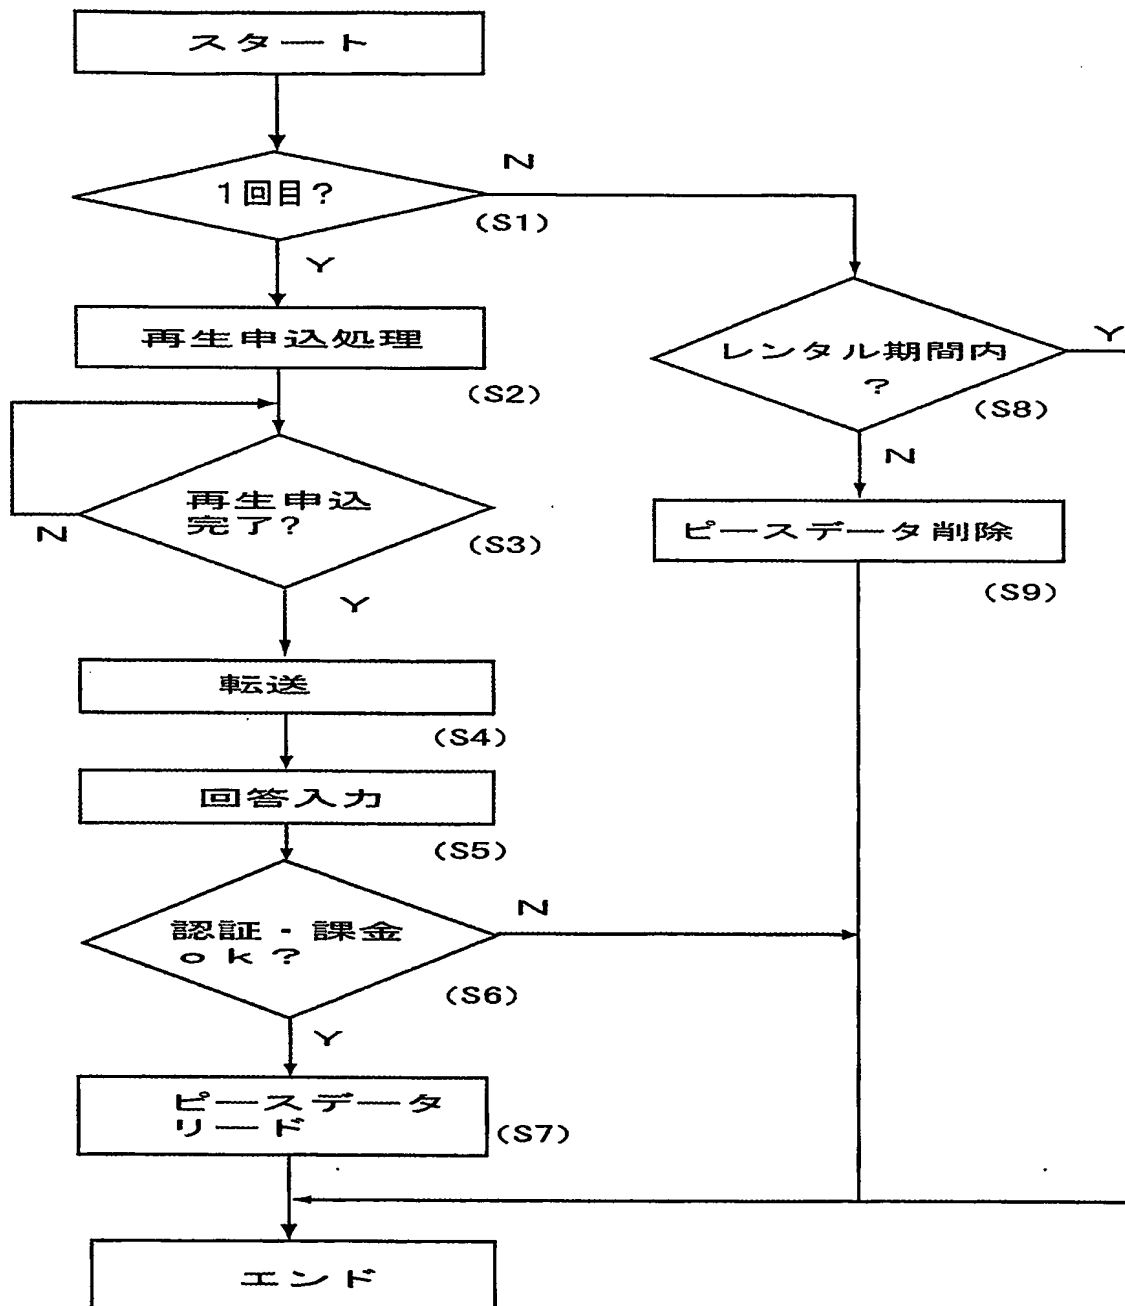 スタート
1回目？
N
(S1)
Y
再生申込処理
(S2)
再生申込
完了？
N
(S3)
Y
転送
(S4)
回答入力
(S5)
認証・課金
ok？
N
(S6)
Y
ピースデータ
リード
(S7)
エンド
レンタル期間内
？
Y
(S8)
N
ピースデータ削除
(S9)